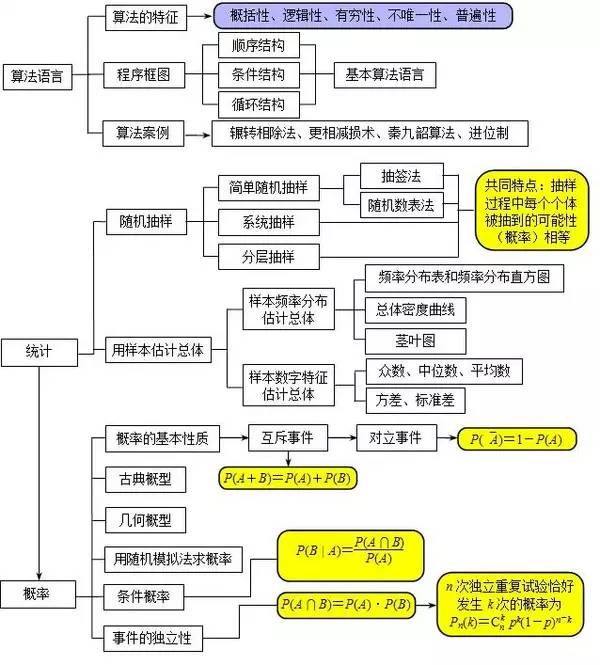 算法语言
算法的特征
概括性、逻辑性、有穷性、不唯一性、普遍性
程序框图
顺序结构
条件结构
循环结构
基本算法语言
算法案例
辗转相除法、更相减损术、秦九韶算法、进位制
统计
随机抽样
简单随机抽样
抽签法
随机数表法
系统抽样
分层抽样
共同特点：抽样
过程中每个个体
被抽到的可能性
（概率）相等
用样本估计总体
样本频率分布
估计总体
频率分布表和频率分布直方图
总体密度曲线
茎叶图
样本数字特征
估计总体
众数、中位数、平均数
方差、标准差
概率
概率的基本性质
互斥事件
对立事件
P(A̅)=1-P(A)
P(A+B)=P(A)+P(B)
古典概型
几何概型
用随机模拟法求概率
条件概率
P(B | A)=P(A∩B)/P(A)
事件的独立性
P(A∩B)=P(A)·P(B)
n 次独立重复试验恰好
发生 k 次的概率为
Pₙ(k)=Cₙᵏ pᵏ(1-p)ⁿ⁻ᵏ